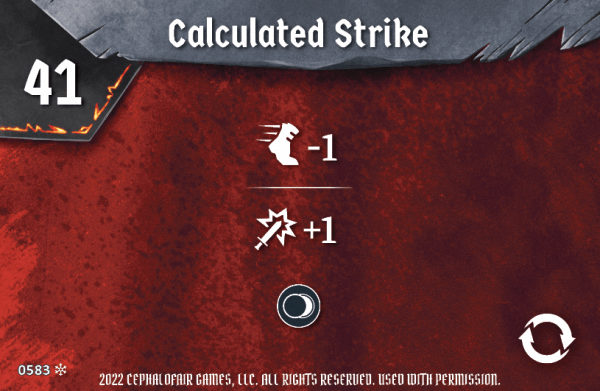 Calculated Strike
41
-1
+1
0583
2022 CEPHALOFAIR GAMES, LLC. ALL RIGHTS RESERVED. USED WITH PERMISSION.